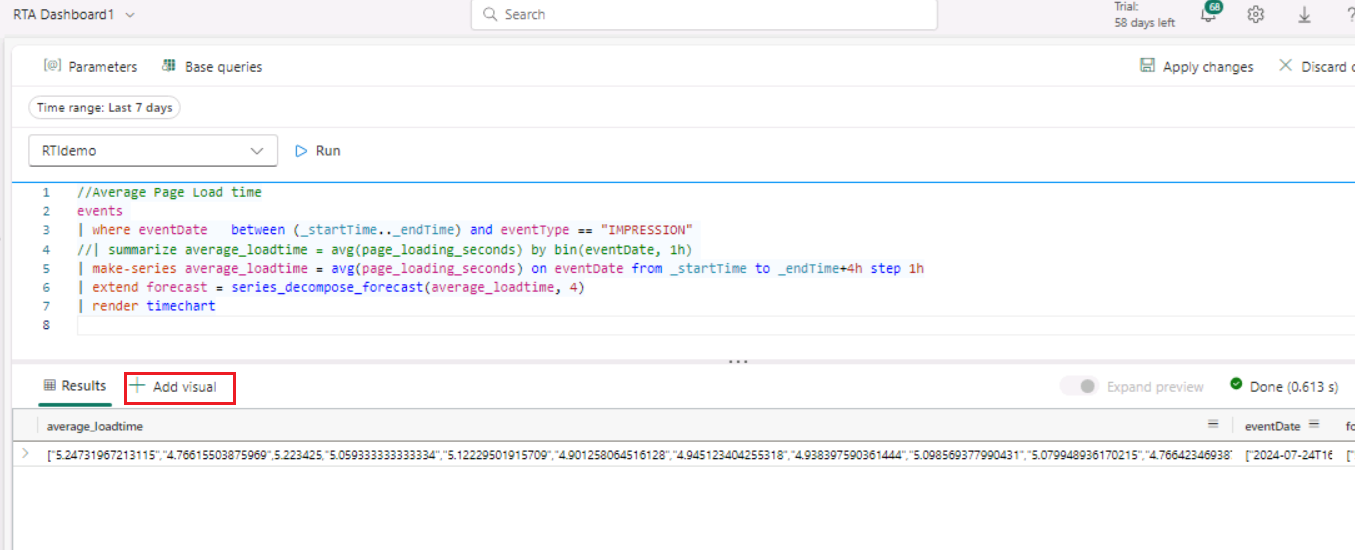 RTA Dashboard1
Search
Trial:
58 days left
68
?
[@] Parameters
Base queries
Apply changes
Discard c
Time range: Last 7 days
RTIdemo
Run
1 //Average Page Load time
2 events
3 | where eventDate   between (_startTime.._endTime) and eventType == "IMPRESSION"
4 //| summarize average_loadtime = avg(page_loading_seconds) by bin(eventDate, 1h)
5 | make-series average_loadtime = avg(page_loading_seconds) on eventDate from _startTime to _endTime+4h step 1h
6 | extend forecast = series_decompose_forecast(average_loadtime, 4)
7 | render timechart
8
Results
+ Add visual
Expand preview
Done (0.613 s)
average_loadtime
eventDate
fo
["5.24731967213115","4.76615503875969",5.223425,"5.059333333333334","5.12229501915709","4.901258064516128","4.945123404255318","4.938397590361444","5.098569377990431","5.079948936170215","4.76642346938
["2024-07-24T16
["